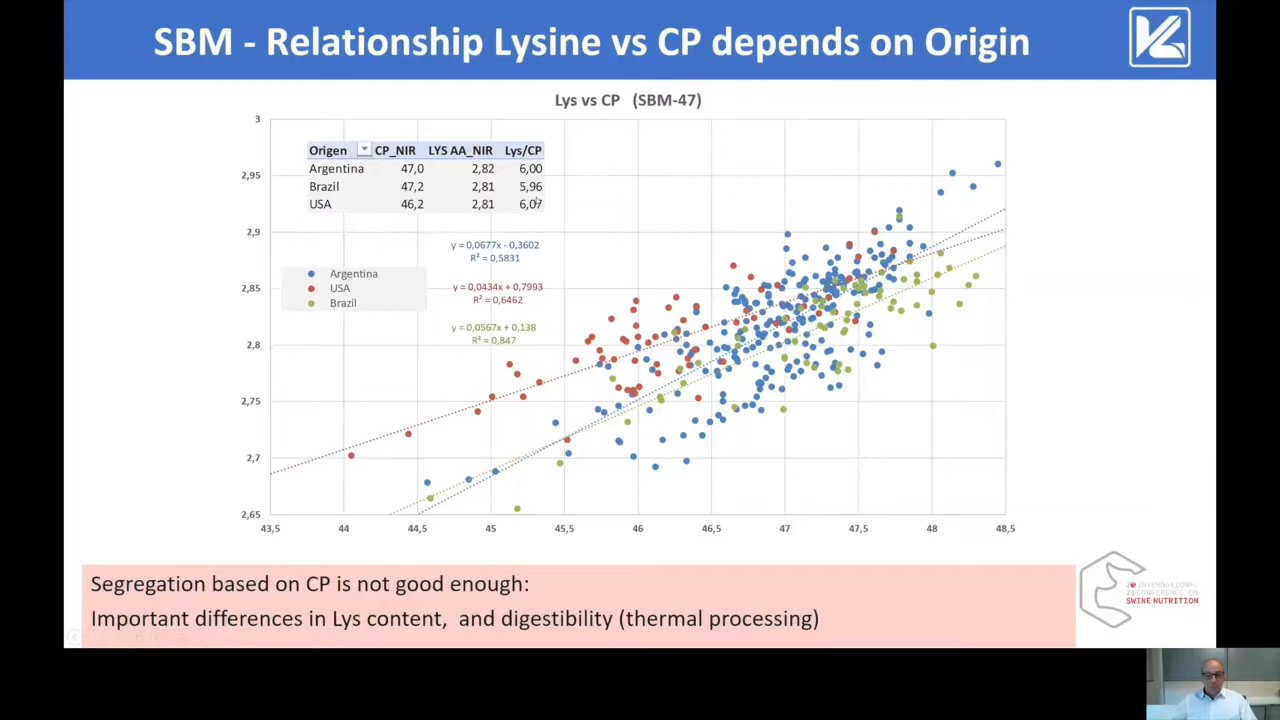 SBM - Relationship Lysine vs CP depends on Origin
Lys vs CP (SBM-47)
3
2,95
2,9
2,85
2,8
2,75
2,7
2,65
Origen CP_NIR LYS AA_NIR Lys/CP
Argentina 47,0 2,82 6,00
Brazil 47,2 2,81 5,96
USA 46,2 2,81 6,07
y = 0,0677x - 0,3602
R² = 0,5831
Argentina
USA
Brazil
y = 0,0434x + 0,7993
R² = 0,6462
y = 0,0567x + 0,138
R² = 0,847
43,5 44 44,5 45 45,5 46 46,5 47 47,5 48 48,5
Segregation based on CP is not good enough:
Important differences in Lys content, and digestibility (thermal processing)
20 INTERNATIONAL
21 CONFERENCE ON
SWINE NUTRITION